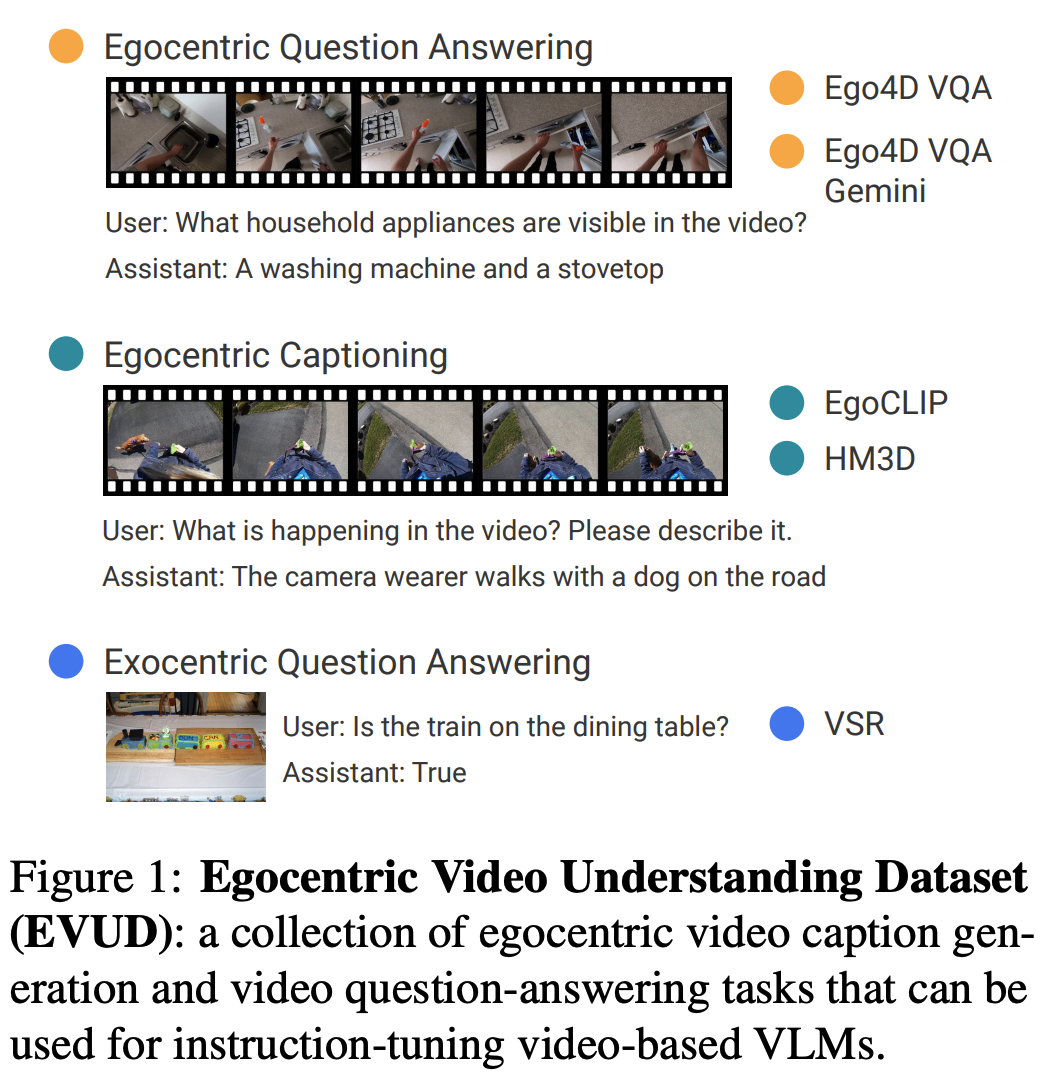 Egocentric Question Answering
Ego4D VQA
Ego4D VQA
Gemini
User: What household appliances are visible in the video?
Assistant: A washing machine and a stovetop
Egocentric Captioning
EgoCLIP
HM3D
User: What is happening in the video? Please describe it.
Assistant: The camera wearer walks with a dog on the road
Exocentric Question Answering
User: Is the train on the dining table?
Assistant: True
VSR
Figure 1: Egocentric Video Understanding Dataset
(EVUD): a collection of egocentric video caption gen-
eration and video question-answering tasks that can be
used for instruction-tuning video-based VLMs.